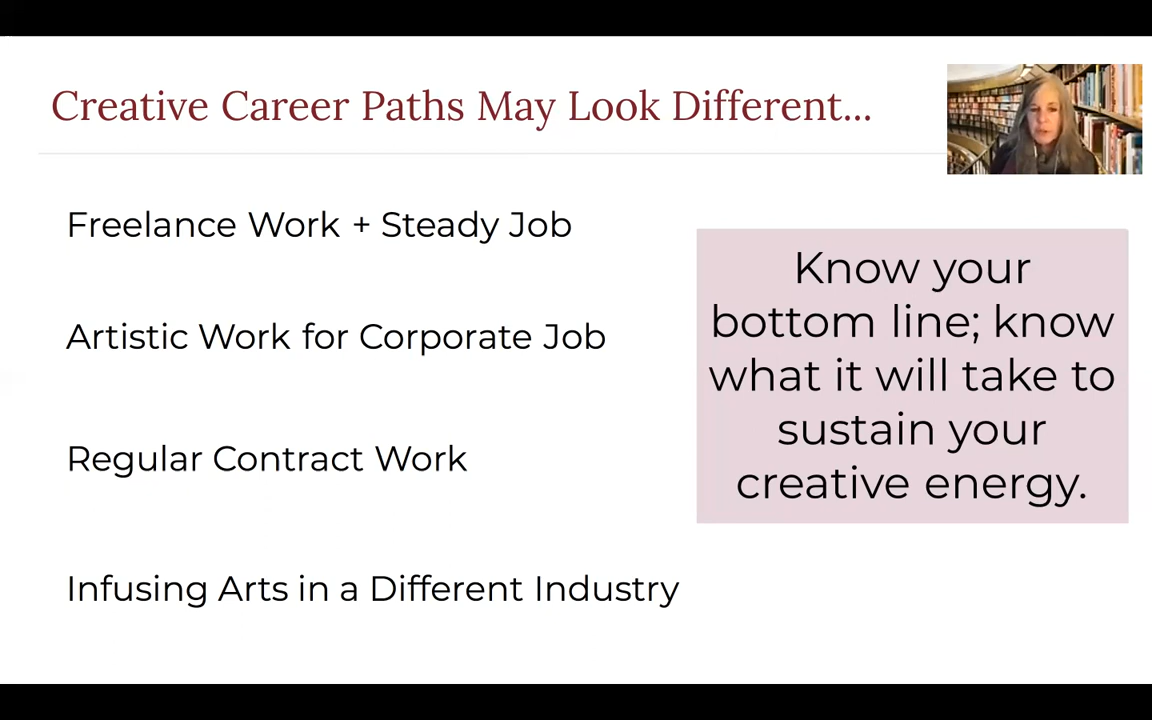 Creative Career Paths May Look Different...
Freelance Work + Steady Job
Artistic Work for Corporate Job
Regular Contract Work
Infusing Arts in a Different Industry
Know your
bottom line; know
what it will take to
sustain your
creative energy.